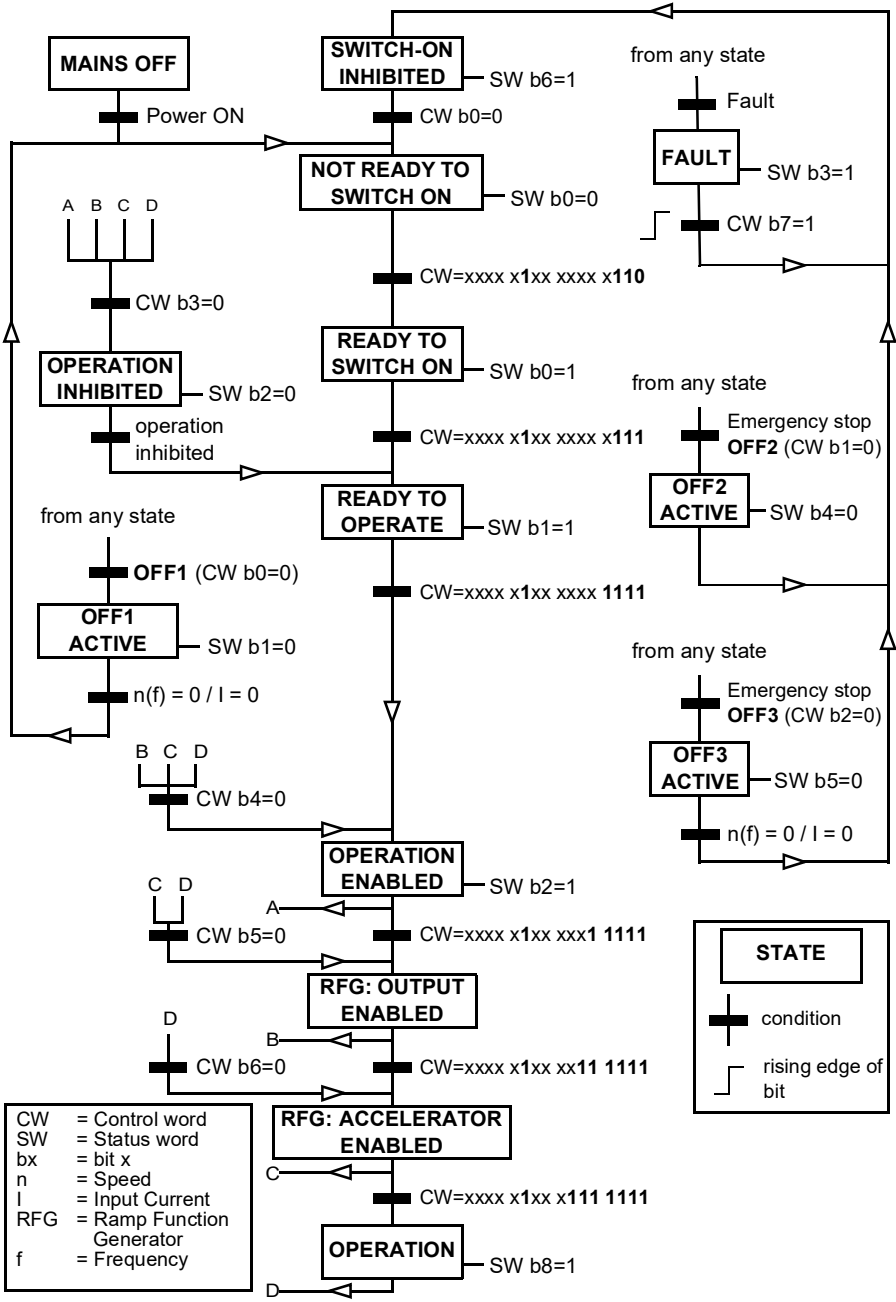 MAINS OFF
Power ON
SWITCH-ON
INHIBITED
SW b6=1
CW b0=0
NOT READY TO
SWITCH ON
SW b0=0
CW=xxxx x1xx xxxx x110
READY TO
SWITCH ON
SW b0=1
CW=xxxx x1xx xxxx x111
READY TO
OPERATE
SW b1=1
CW=xxxx x1xx xxxx 1111
A B C D
CW b3=0
OPERATION
INHIBITED
SW b2=0
operation
inhibited
from any state
OFF1 (CW b0=0)
OFF1
ACTIVE
SW b1=0
n(f) = 0 / I = 0
B C D
CW b4=0
OPERATION
ENABLED
SW b2=1
A
C D
CW b5=0
CW=xxxx x1xx xxx1 1111
RFG: OUTPUT
ENABLED
B
D
CW b6=0
CW=xxxx x1xx xx11 1111
RFG: ACCELERATOR
ENABLED
C
CW=xxxx x1xx x111 1111
OPERATION
SW b8=1
D
from any state
Fault
FAULT
SW b3=1
CW b7=1
from any state
Emergency stop
OFF2 (CW b1=0)
OFF2
ACTIVE
SW b4=0
from any state
Emergency stop
OFF3 (CW b2=0)
OFF3
ACTIVE
SW b5=0
n(f) = 0 / I = 0
STATE
condition
rising edge of
bit
CW = Control word
SW = Status word
bx = bit x
n = Speed
I = Input Current
RFG = Ramp Function
Generator
f = Frequency